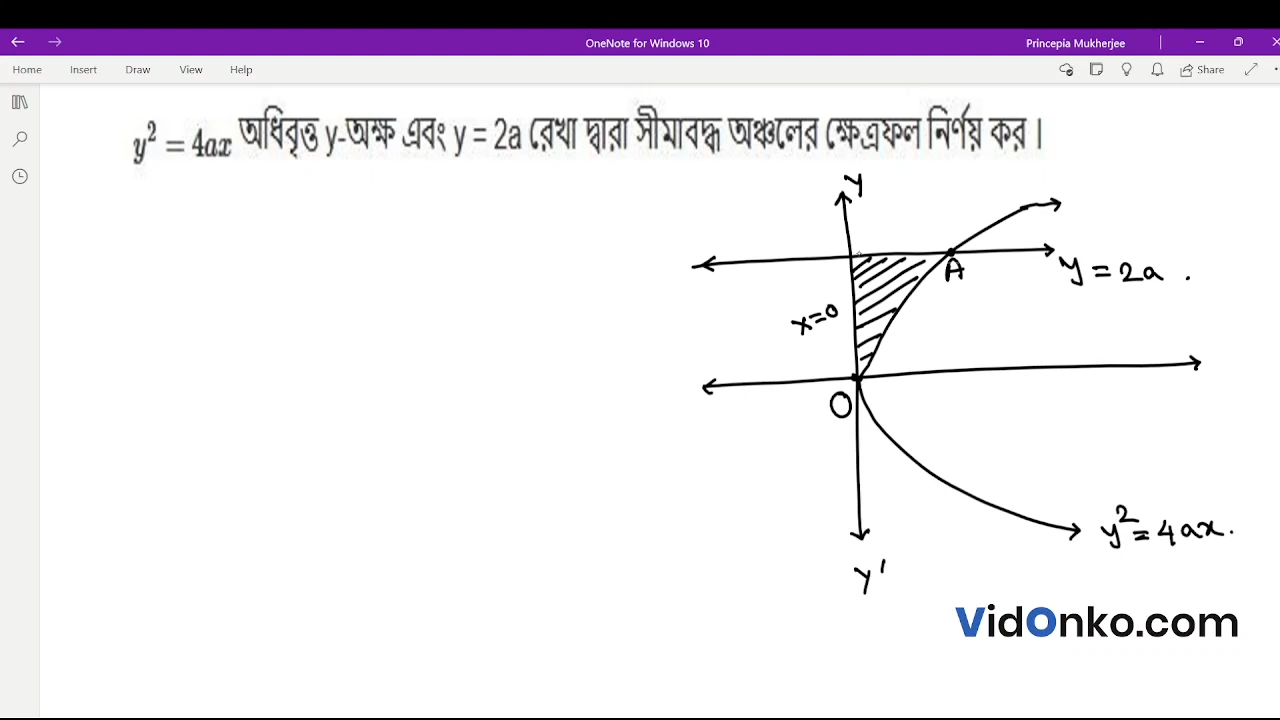 OneNote for Windows 10
Princepia Mukherjee
Home Insert Draw View Help
Share
y² = 4ax অধিবৃত্ত y-অক্ষ এবং y = 2a রেখা দ্বারা সীমাবদ্ধ অঞ্চলের ক্ষেত্রফল নির্ণয় কর।
y
A
y = 2a .
x=0
O
y² = 4ax.
y'
VidOnko.com